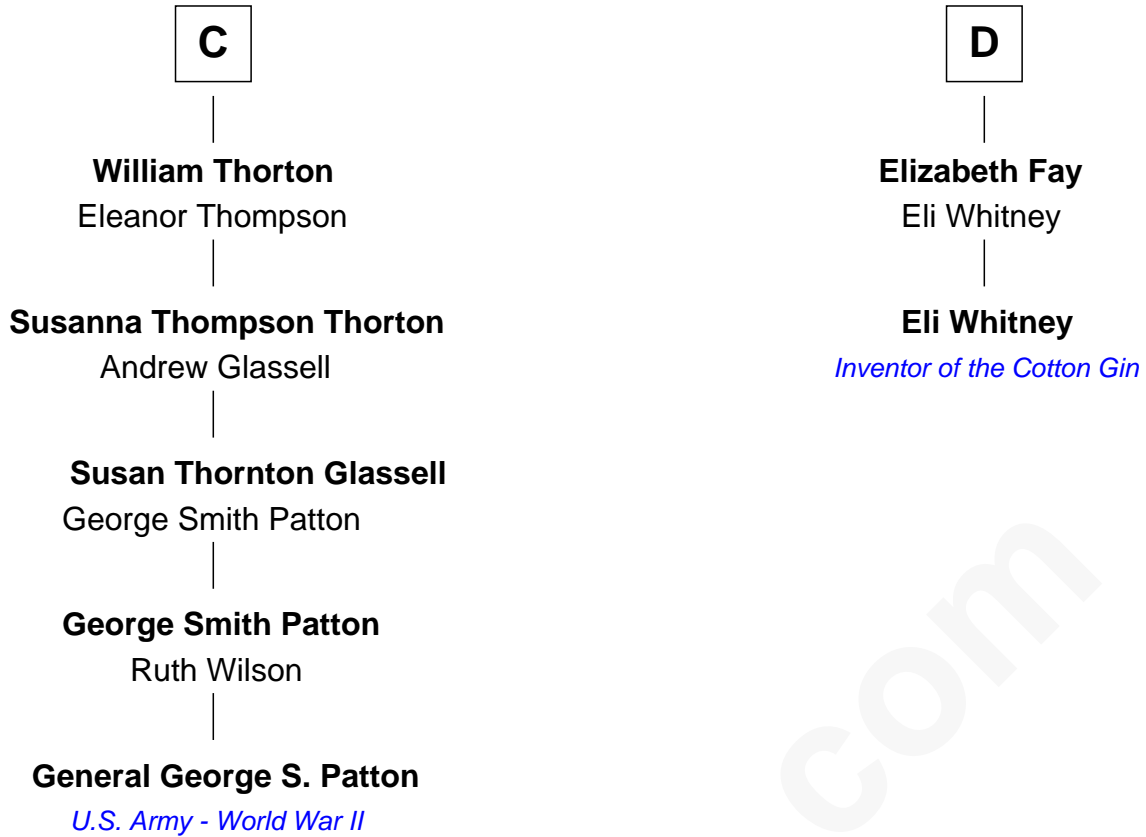 C
William Thorton
Eleanor Thompson
Susanna Thompson Thorton
Andrew Glassell
Susan Thornton Glassell
George Smith Patton
George Smith Patton
Ruth Wilson
General George S. Patton
U.S. Army - World War II
D
Elizabeth Fay
Eli Whitney
Eli Whitney
Inventor of the Cotton Gin
com